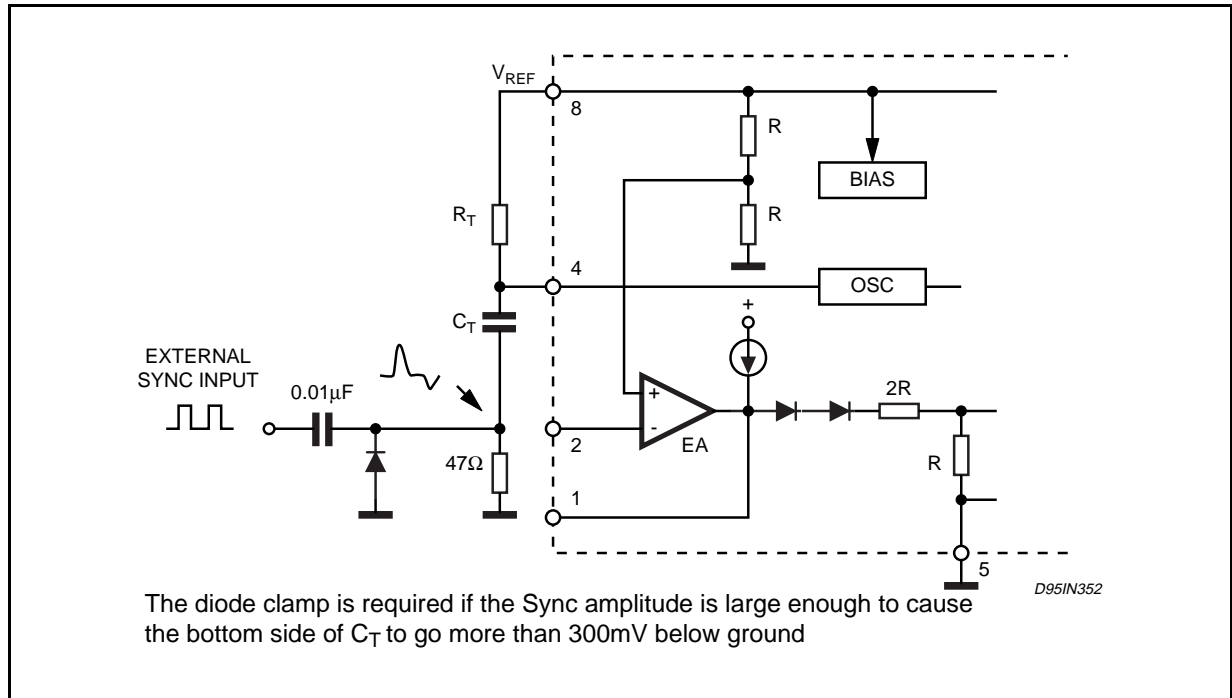 VREF
8
R
BIAS
R
RT
4
OSC
CT
+
EXTERNAL
SYNC INPUT
0.01µF
+
2R
-
EA
2
47Ω
R
1
5
D95IN352
The diode clamp is required if the Sync amplitude is large enough to cause
the bottom side of CT to go more than 300mV below ground